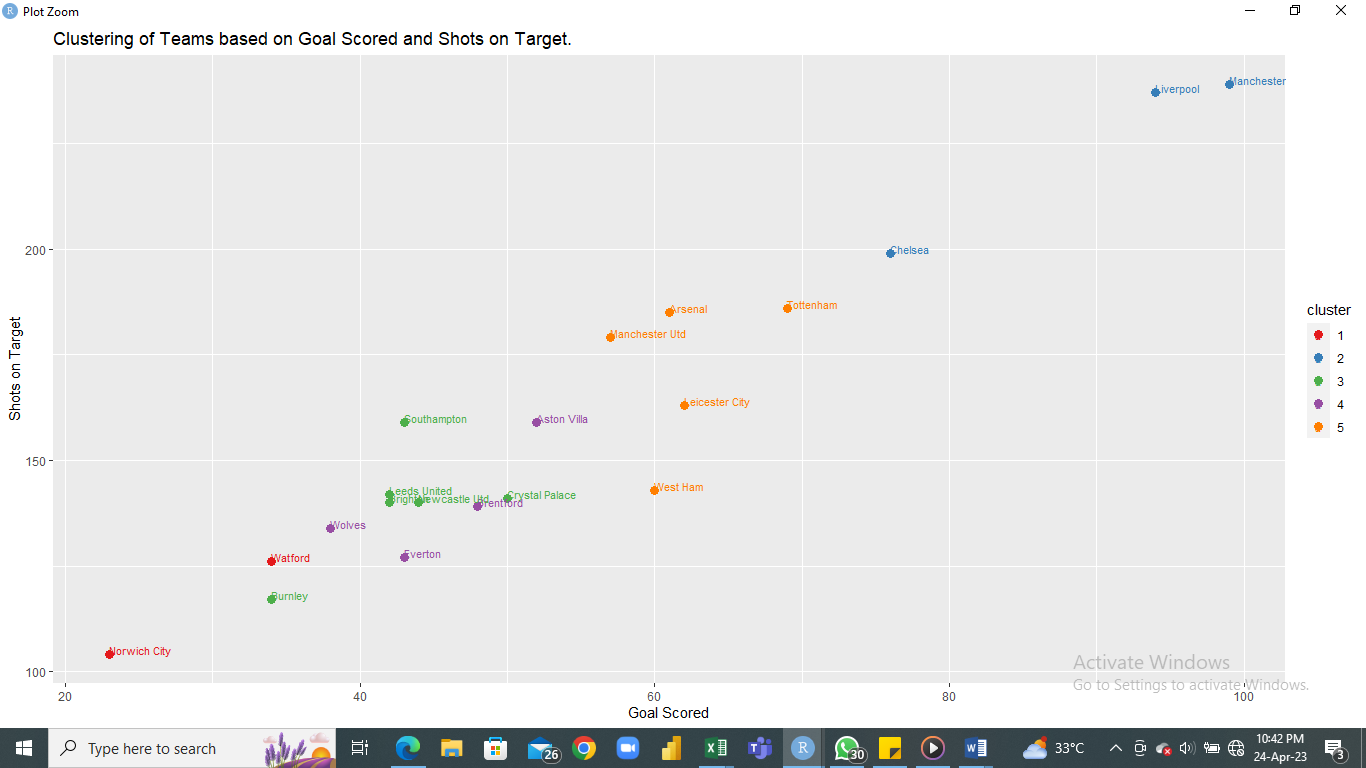 Plot Zoom
Clustering of Teams based on Goal Scored and Shots on Target.
Manchester
Liverpool
200
Chelsea
Arsenal
Tottenham
Manchester Utd
Leicester City
Southampton
Aston Villa
150
Leeds United
West Ham
Brighton
Newcastle Utd
Brentford
Crystal Palace
Wolves
Watford
Everton
Burnley
Norwich City
100
20 40 60 80 100
Goal Scored
Shots on Target
cluster
1
2
3
4
5
Activate Windows
Go to Settings to activate Windows.
Type here to search
26
30
33°C
10:42 PM
24-Apr-23
3